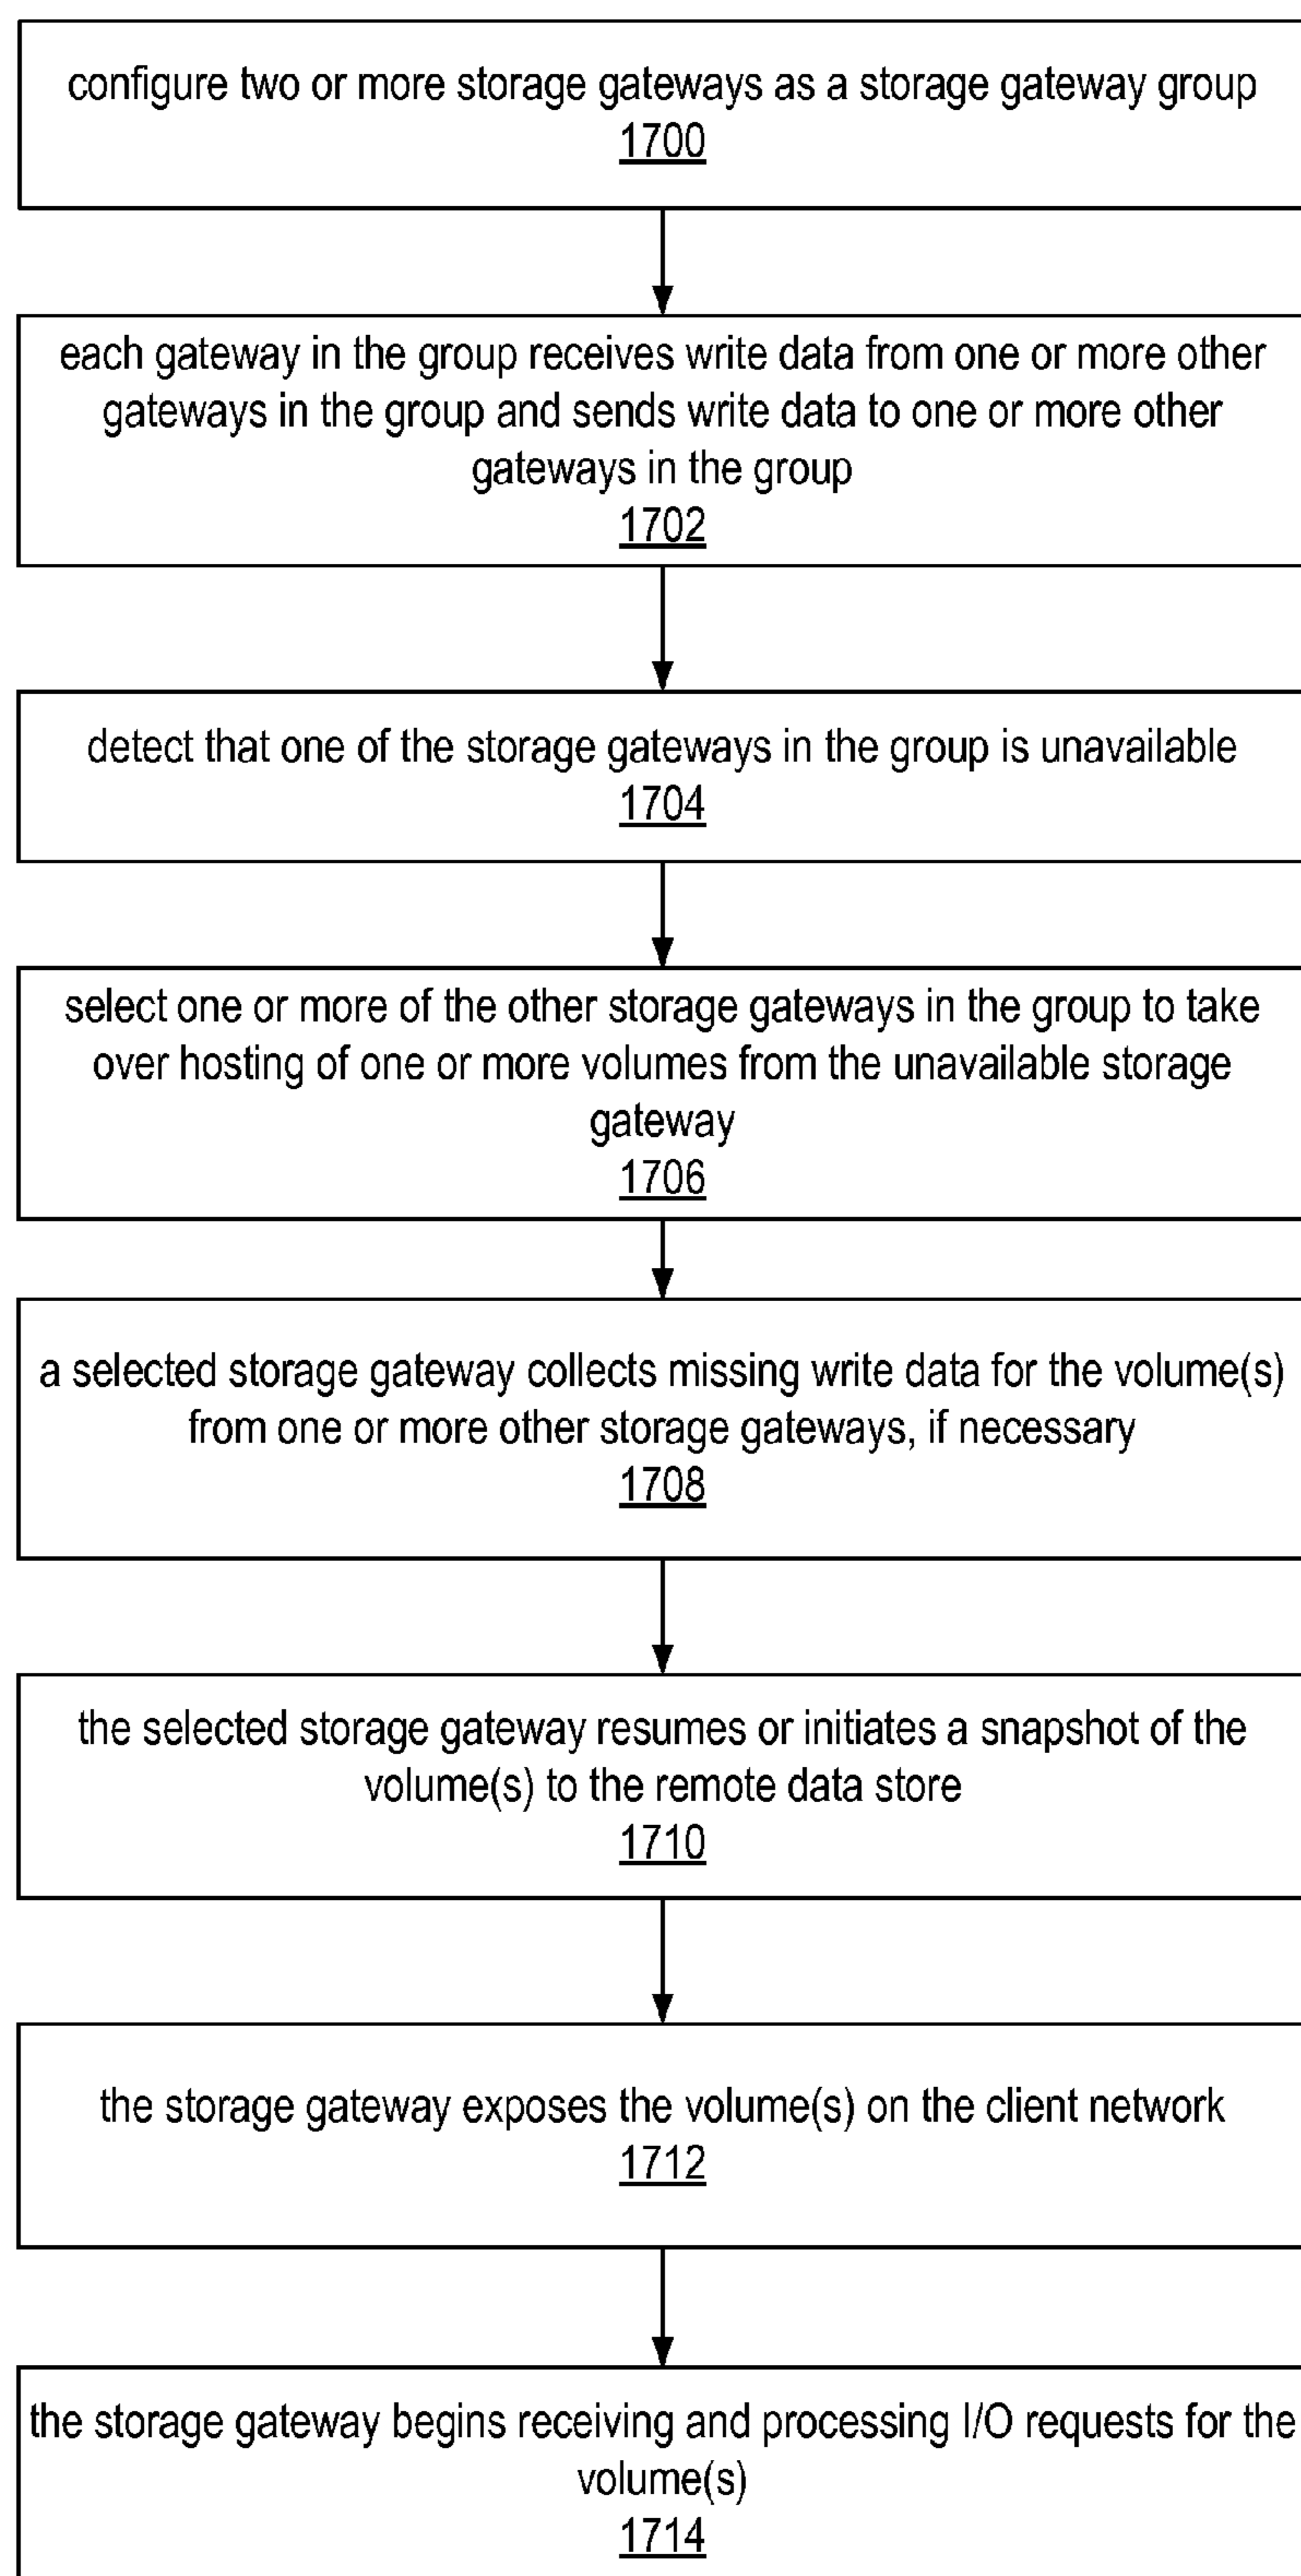 configure two or more storage gateways as a storage gateway group
1700
each gateway in the group receives write data from one or more other
gateways in the group and sends write data to one or more other
gateways in the group
1702
detect that one of the storage gateways in the group is unavailable
1704
select one or more of the other storage gateways in the group to take
over hosting of one or more volumes from the unavailable storage
gateway
1706
a selected storage gateway collects missing write data for the volume(s)
from one or more other storage gateways, if necessary
1708
the selected storage gateway resumes or initiates a snapshot of the
volume(s) to the remote data store
1710
the storage gateway exposes the volume(s) on the client network
1712
the storage gateway begins receiving and processing I/O requests for the
volume(s)
1714